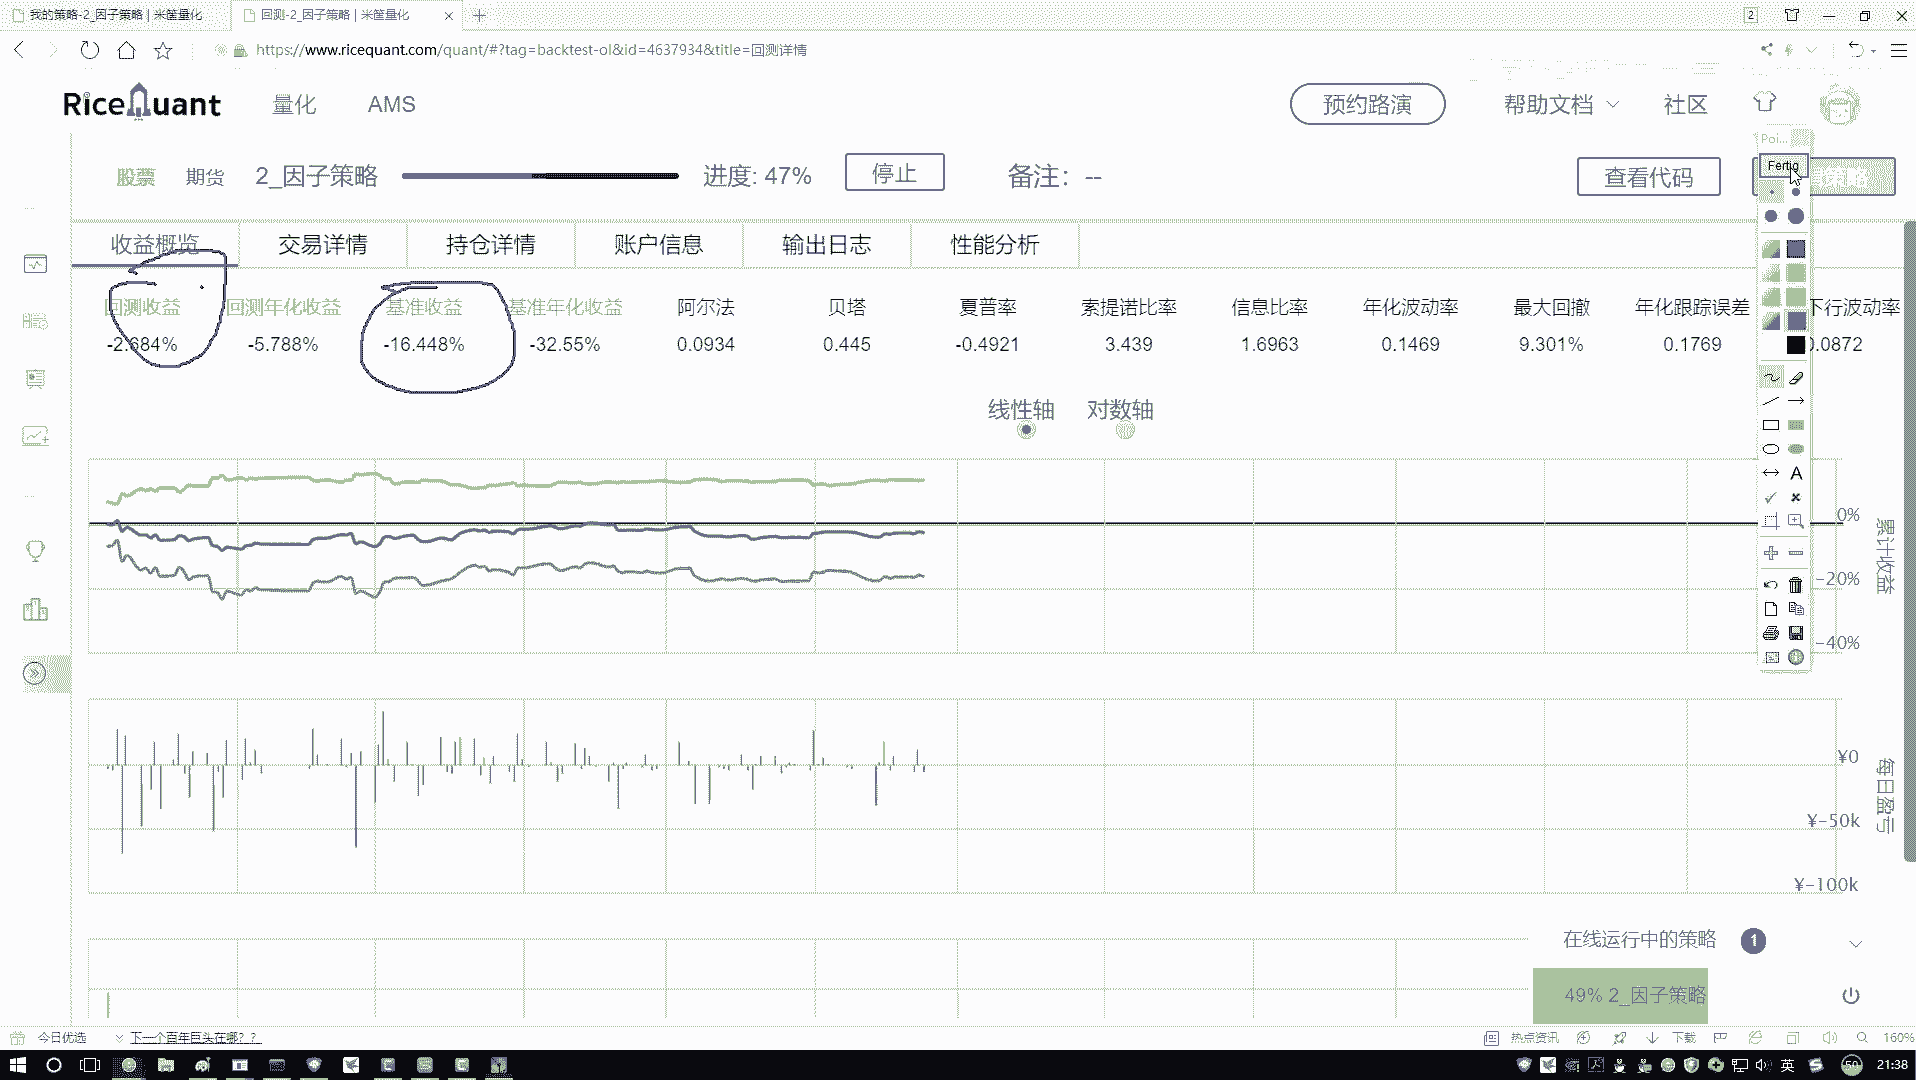 我的策略-2_因子策略 | 米筐量化
回测-2_因子策略 | 米筐量化
2
https://www.ricequant.com/quant/#?tag=backtest-ol&id=4637934&title=回测详情
RiceQuant
量化
AMS
预约路演
帮助文档
社区
股票
期货
2_因子策略
进度: 47%
停止
备注: --
查看代码
策略
Poi...
Fertig
收益概览
交易详情
持仓详情
账户信息
输出日志
性能分析
回测收益 回测年化收益 基准收益 基准年化收益 阿尔法 贝塔 夏普率 索提诺比率 信息比率 年化波动率 最大回撤 年化跟踪误差 下行波动率
-2.684% -5.788% -16.448% -32.55% 0.0934 0.445 -0.4921 3.439 1.6963 0.1469 9.301% 0.1769 0.0872
线性轴 对数轴
A
0%
-20%
-40%
累计收益
¥0
¥-50k
¥-100k
每日盈亏
在线运行中的策略 1
49% 2_因子策略
今日优选
下一个百年巨头在哪？？
热点资讯
下载
160%
英
50
21:38